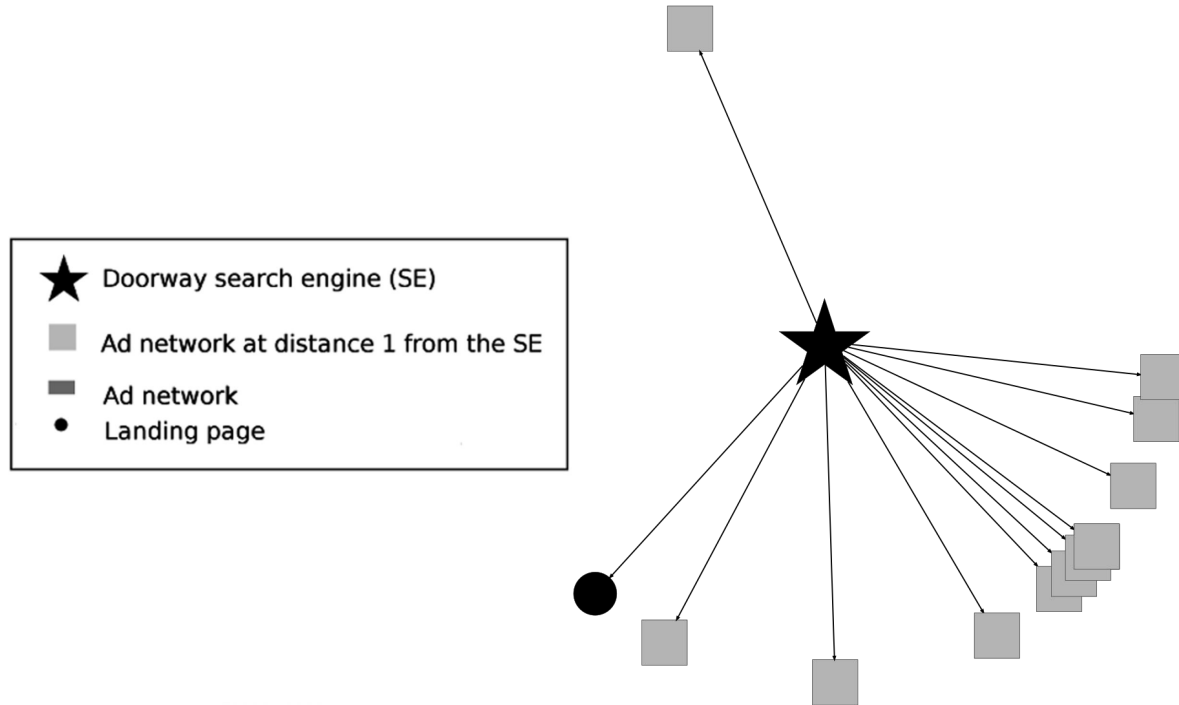 Doorway search engine (SE)
Ad network at distance 1 from the SE
Ad network
Landing page